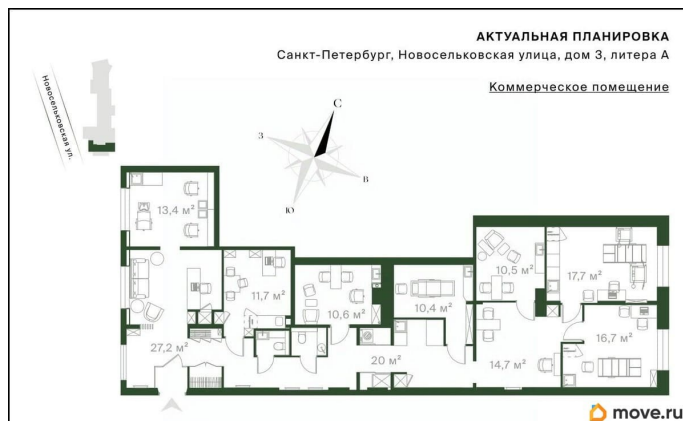 АКТУАЛЬНАЯ ПЛАНИРОВКА
Санкт-Петербург, Новосельковская улица, дом 3, литера А
Коммерческое помещение
Новосельковская ул.
С
З
В
Ю
13,4 м²
11,7 м²
10,6 м²
10,4 м²
10,5 м²
17,7 м²
27,2 м²
20 м²
14,7 м²
16,7 м²
move.ru